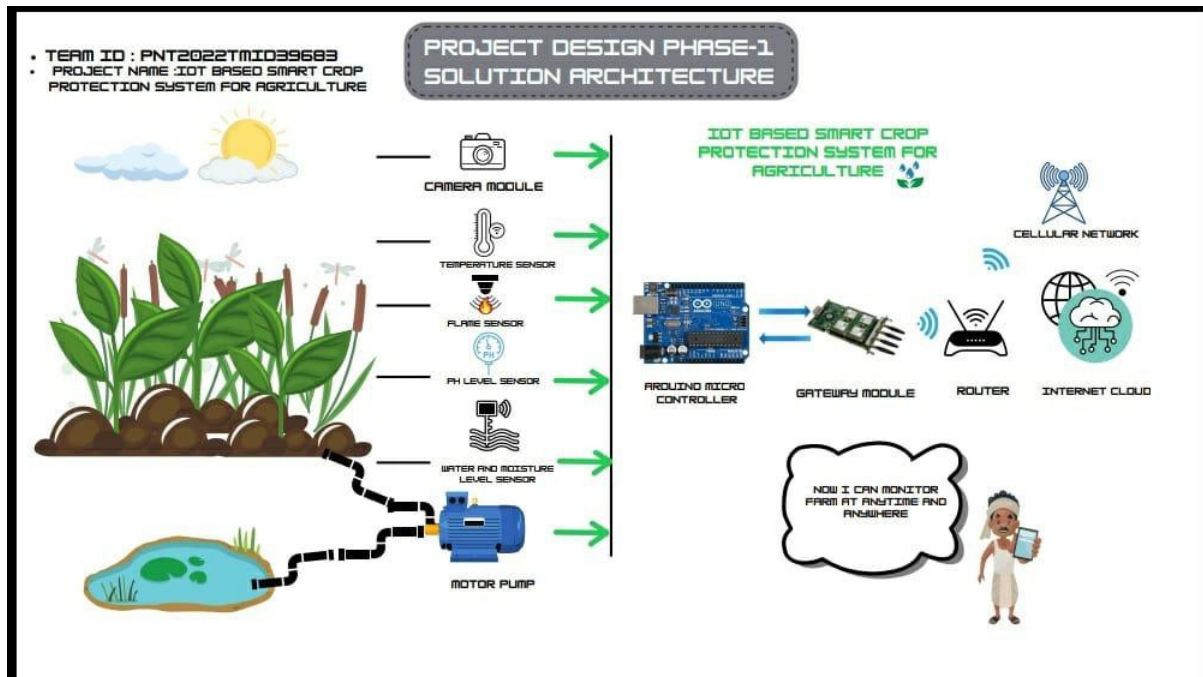 • TEAM ID : PNT2022TMID39683
• PROJECT NAME :IOT BASED SMART CROP
PROTECTION SYSTEM FOR AGRICULTURE
PROJECT DESIGN PHASE-1
SOLUTION ARCHITECTURE
CAMERA MODULE
TEMPERATURE SENSOR
FLAME SENSOR
PH
PH LEVEL SENSOR
WATER AND MOISTURE
LEVEL SENSOR
MOTOR PUMP
IOT BASED SMART CROP
PROTECTION SYSTEM FOR
AGRICULTURE
CELLULAR NETWORK
UNO
ARDUINO
ARDUINO MICRO
CONTROLLER
GATEWAY MODULE
ROUTER
INTERNET CLOUD
NOW I CAN MONITOR
FARM AT ANYTIME AND
ANYWHERE